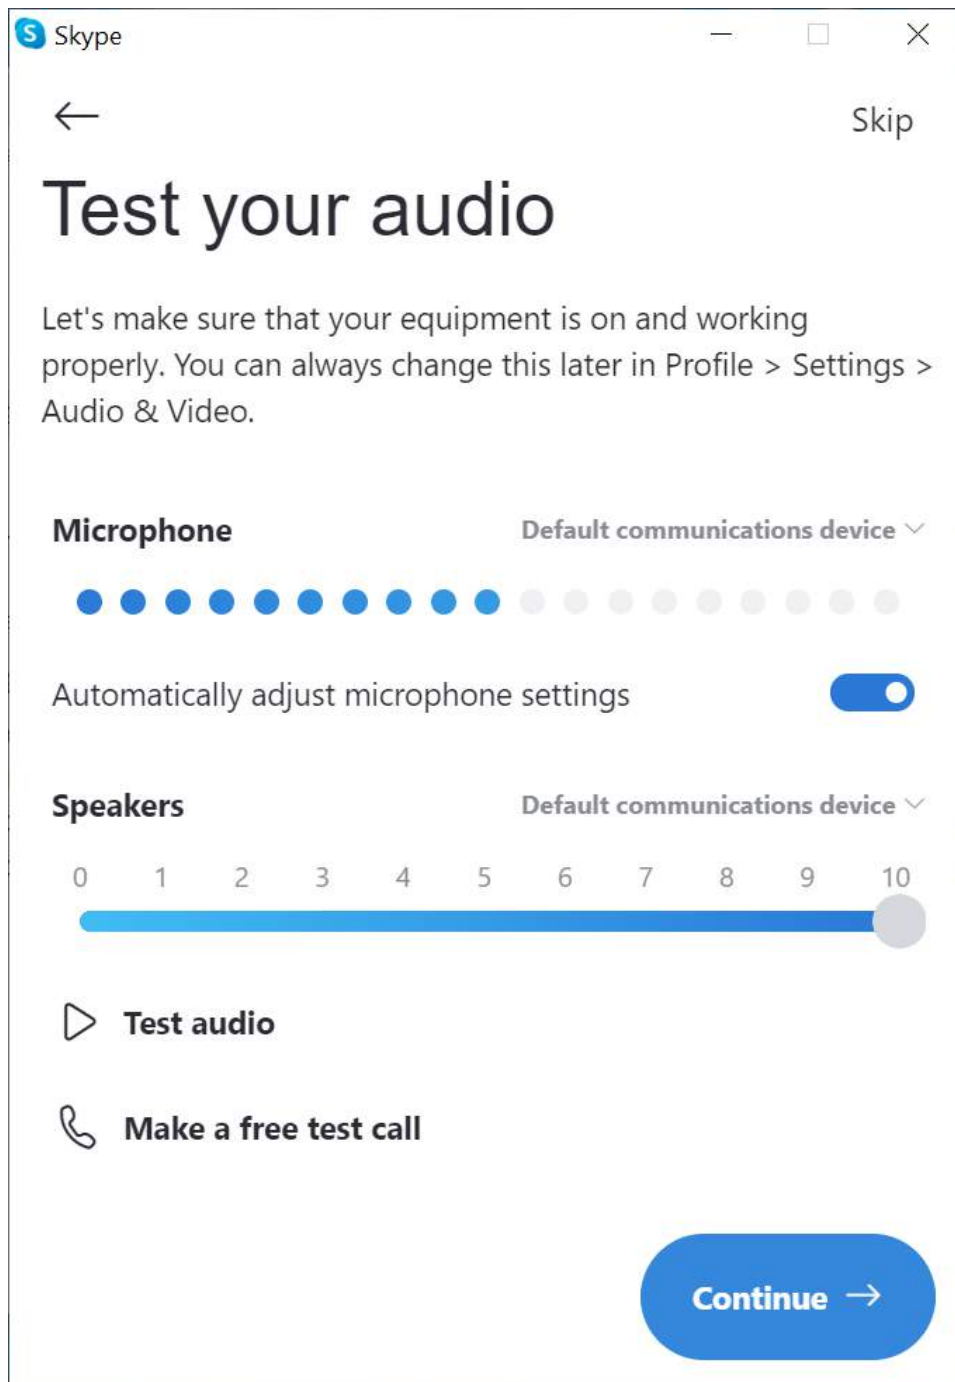 Skype
Skip
Test your audio
Let's make sure that your equipment is on and working
properly. You can always change this later in Profile > Settings >
Audio & Video.
Microphone
Default communications device
Automatically adjust microphone settings
Speakers
Default communications device
0 1 2 3 4 5 6 7 8 9 10
Test audio
Make a free test call
Continue